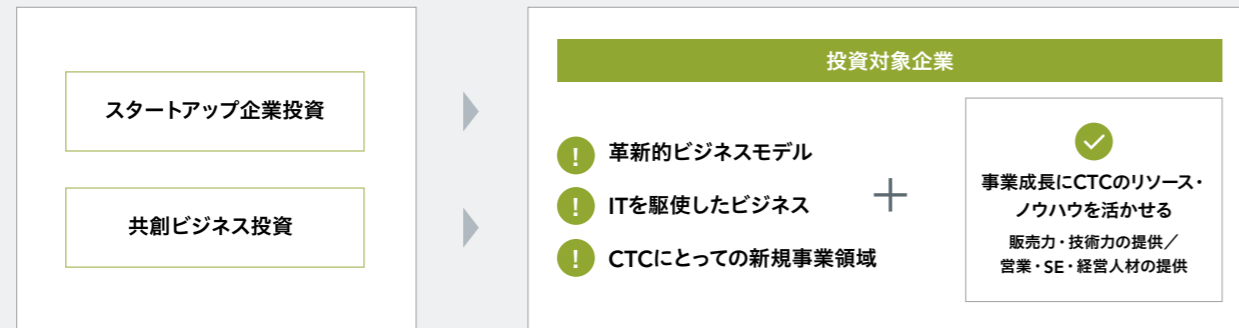 スタートアップ企業投資
共創ビジネス投資
投資対象企業
! 革新的ビジネスモデル
! ITを駆使したビジネス
! CTCにとっての新規事業領域
+
事業成長にCTCのリソース・
ノウハウを活かせる
販売力・技術力の提供／
営業・SE・経営人材の提供